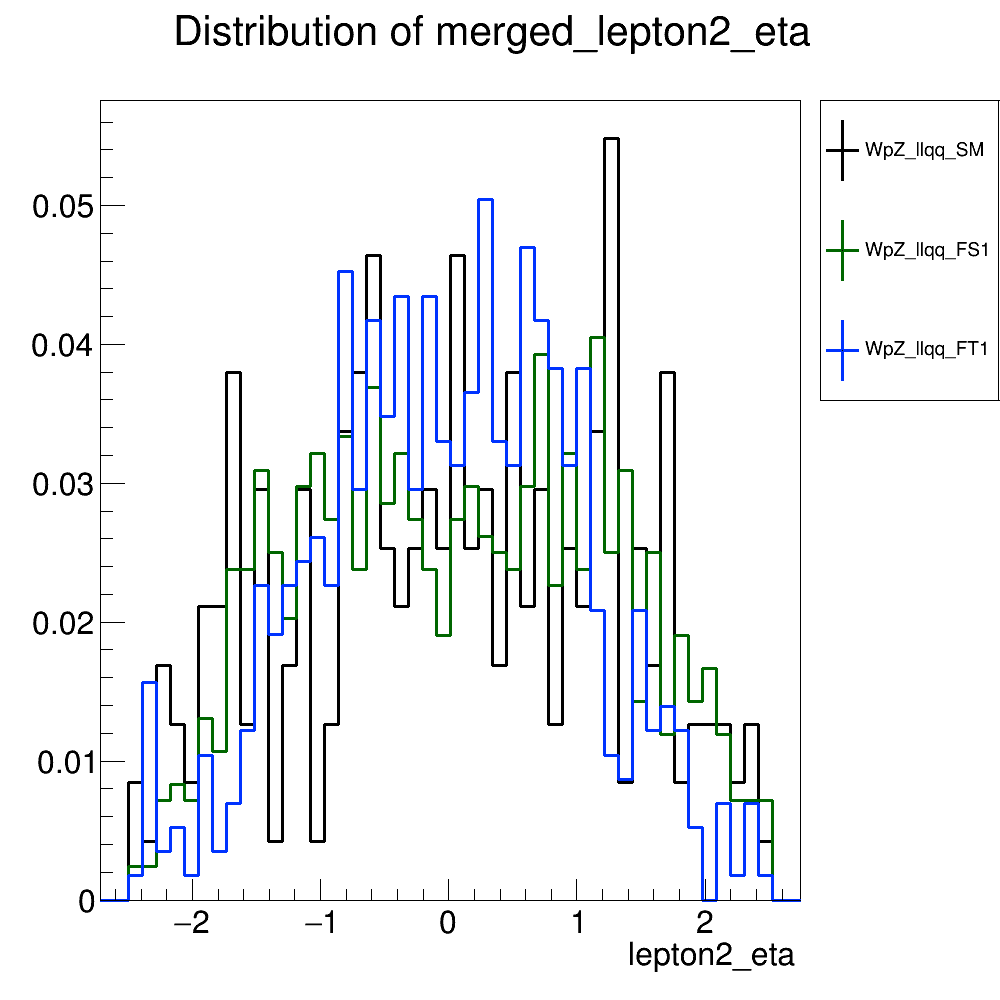 Distribution of merged_lepton2_eta
WpZ_llqq_SM
WpZ_llqq_FS1
WpZ_llqq_FT1
0.05
0.04
0.03
0.02
0.01
0
−2 −1 0 1 2
lepton2_eta